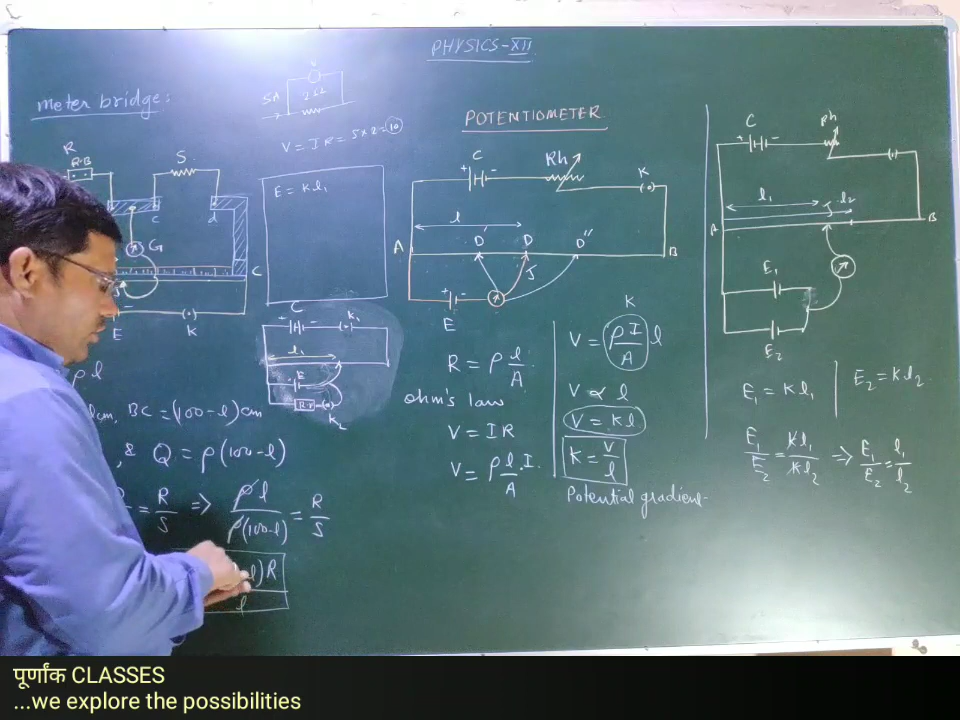 PHYSICS-XII
meter bridge:
V
2Ω
5A
V = IR = 5 x 2 = 10
R
R·B
S
c
d
G
C
E
K
ρl
BC = (100-l)cm
& Q = ρ(100-l)
= R/S => ρl/ρ(100-l) = R/S
l)R
l
E = Kl₁
C
+ -
K₁
l₁
E
R·B
K₂
POTENTIOMETER
C
+ -
Rh
K
l
A
D'
D
D''
B
J
+ -
E
R = ρ l/A
ohm's law
V = IR
V = ρ l/A . I
K
V = (ρI/A) l
V ∝ l
V = Kl
K = V/l
Potential gradient-
C
+ -
Rh
l₁
J
l₂
A
B
E₁
E₂
E₁ = Kl₁
E₂ = Kl₂
E₁/E₂ = Kl₁/Kl₂ => E₁/E₂ = l₁/l₂
पूर्णांक CLASSES
...we explore the possibilities